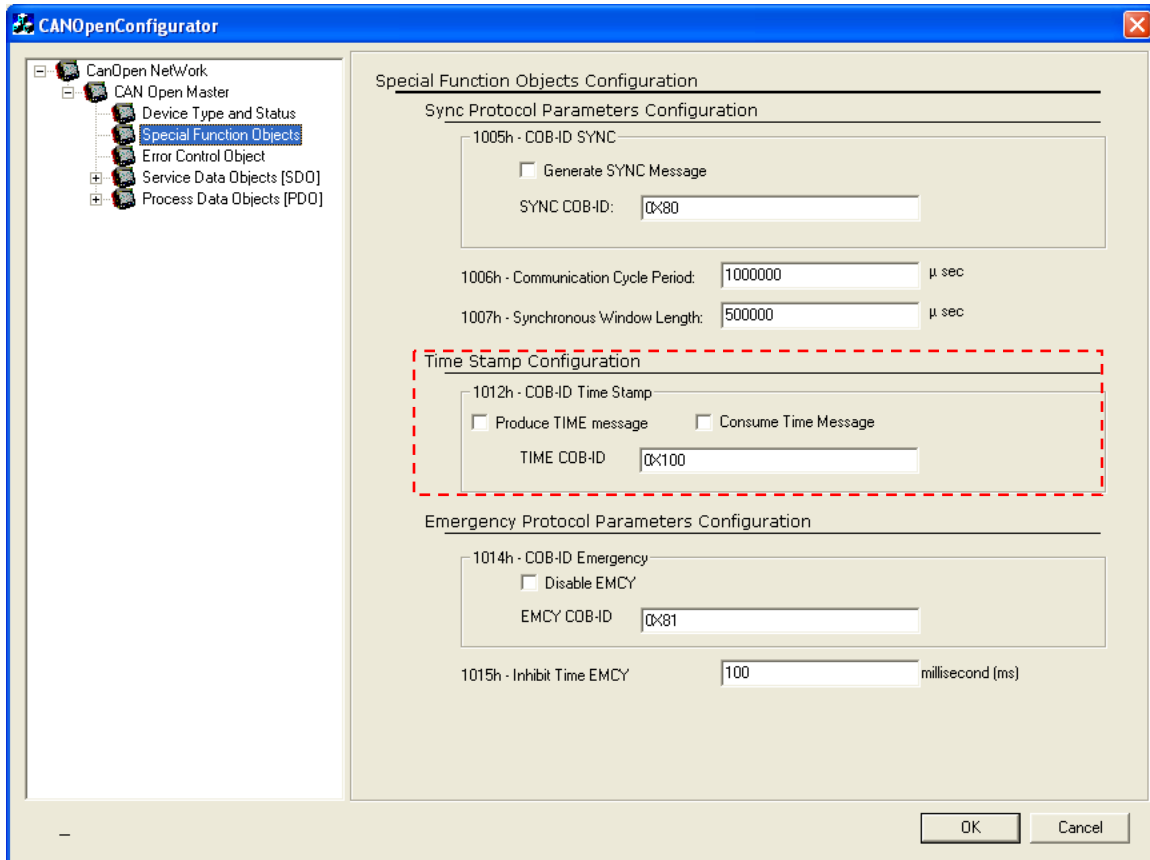 CANOpenConfigurator
CanOpen NetWork
CAN Open Master
Device Type and Status
Special Function Objects
Error Control Object
Service Data Objects [SDO]
Process Data Objects [PDO]
Special Function Objects Configuration
Sync Protocol Parameters Configuration
1005h - COB-ID SYNC
Generate SYNC Message
SYNC COB-ID: 0X80
1006h - Communication Cycle Period: 1000000 µ sec
1007h - Synchronous Window Length: 500000 µ sec
Time Stamp Configuration
1012h - COB-ID Time Stamp
Produce TIME message Consume Time Message
TIME COB-ID 0X100
Emergency Protocol Parameters Configuration
1014h - COB-ID Emergency
Disable EMCY
EMCY COB-ID 0X81
1015h - Inhibit Time EMCY 100 millisecond (ms)
OK Cancel